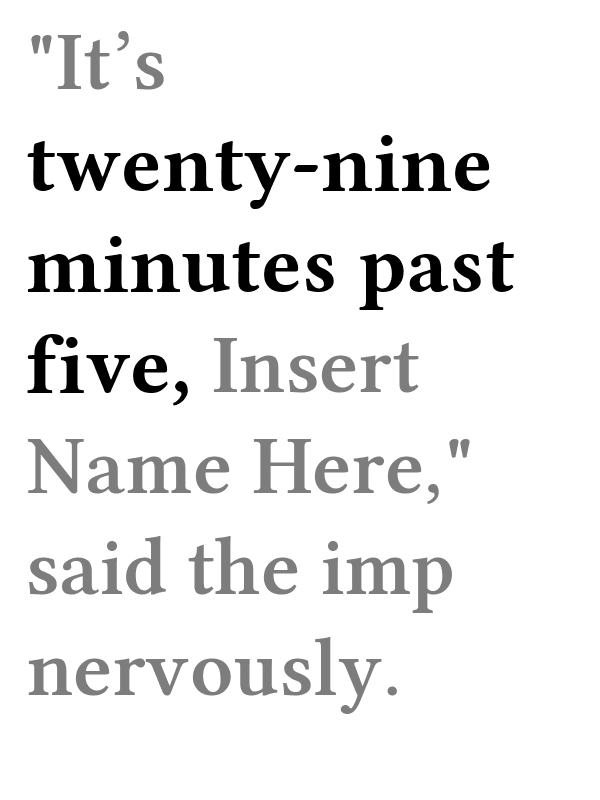 "It’s
twenty-nine
minutes past
five, Insert
Name Here,"
said the imp
nervously.